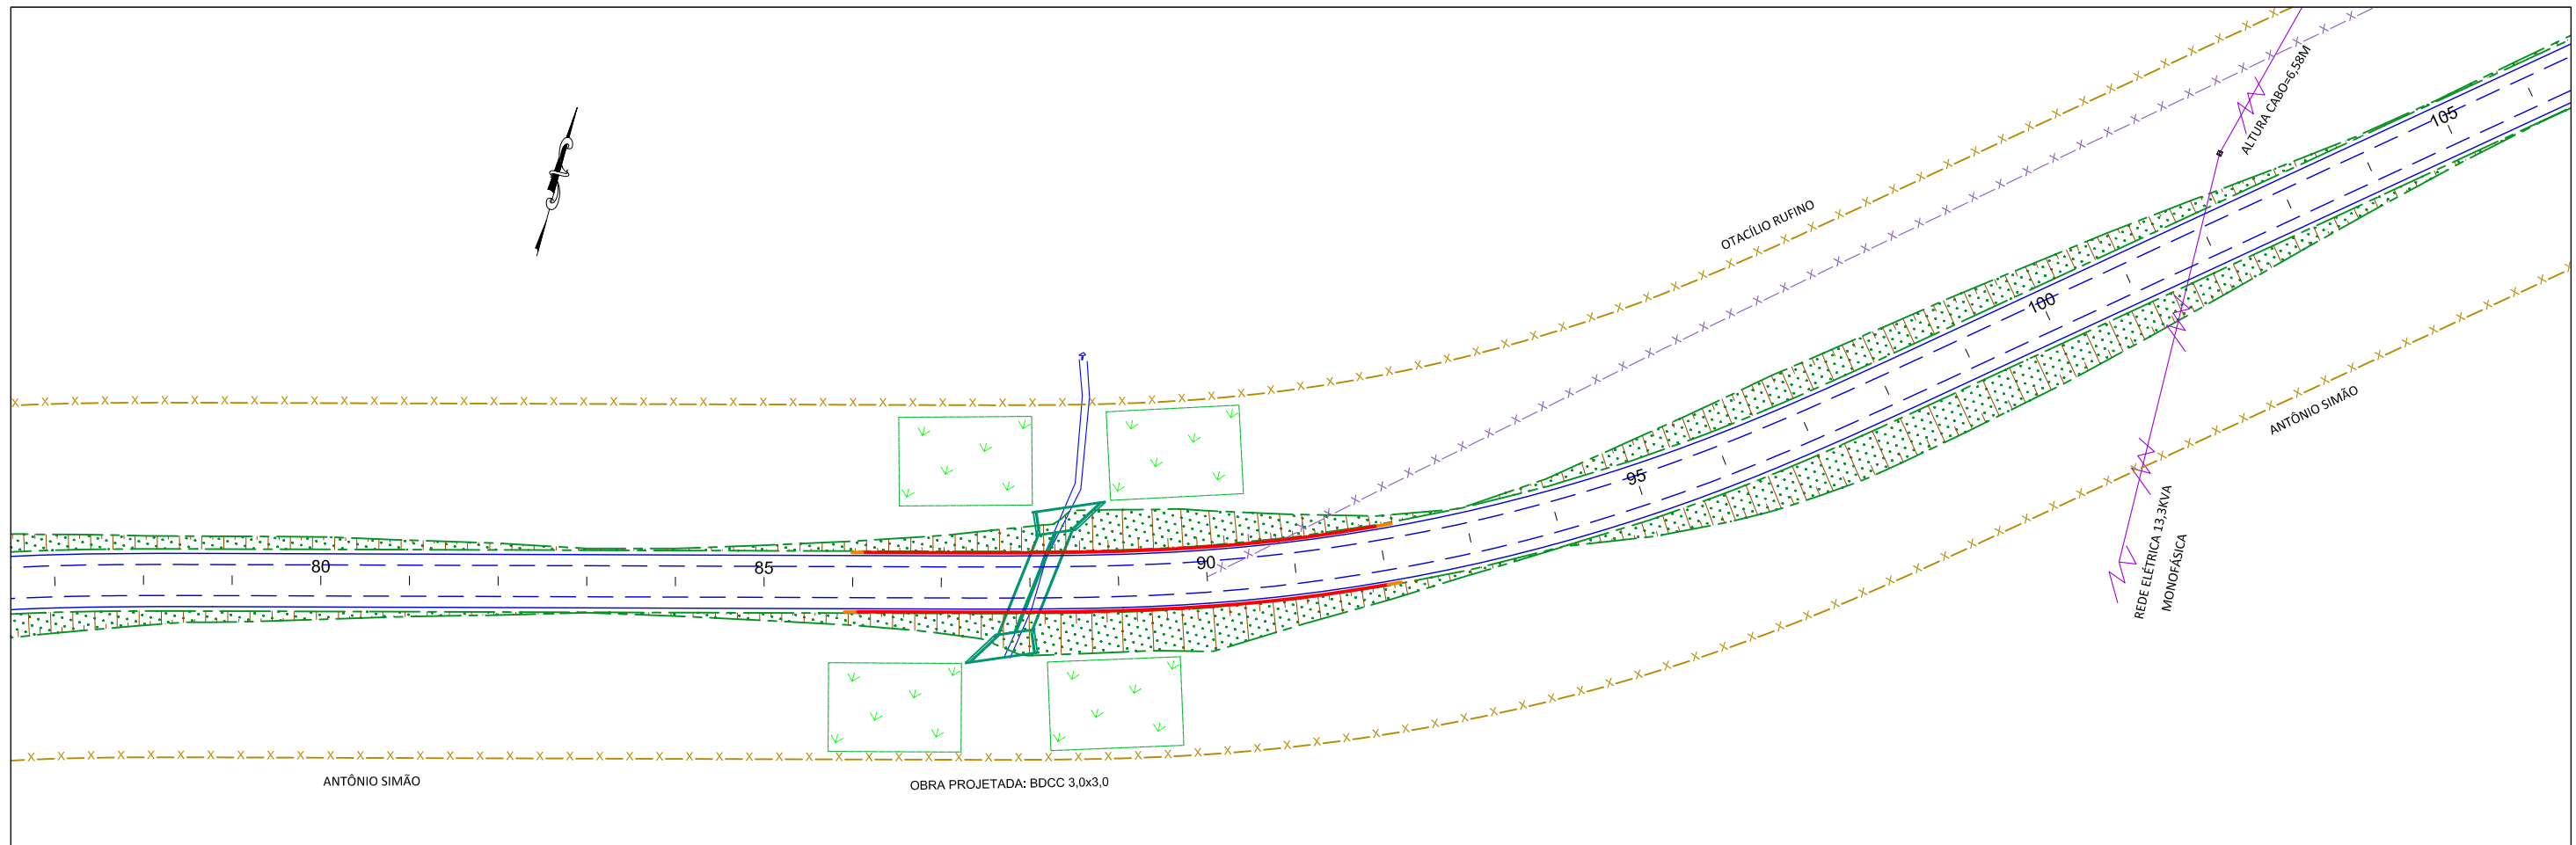 ALTURA CABO=6,58M
105
OTACÍLIO RUFINO
100
ANTÔNIO SIMÃO
95
80
85
90
REDE ELÉTRICA 13,3KVA
MONOFÁSICA
ANTÔNIO SIMÃO
OBRA PROJETADA: BDCC 3,0x3,0